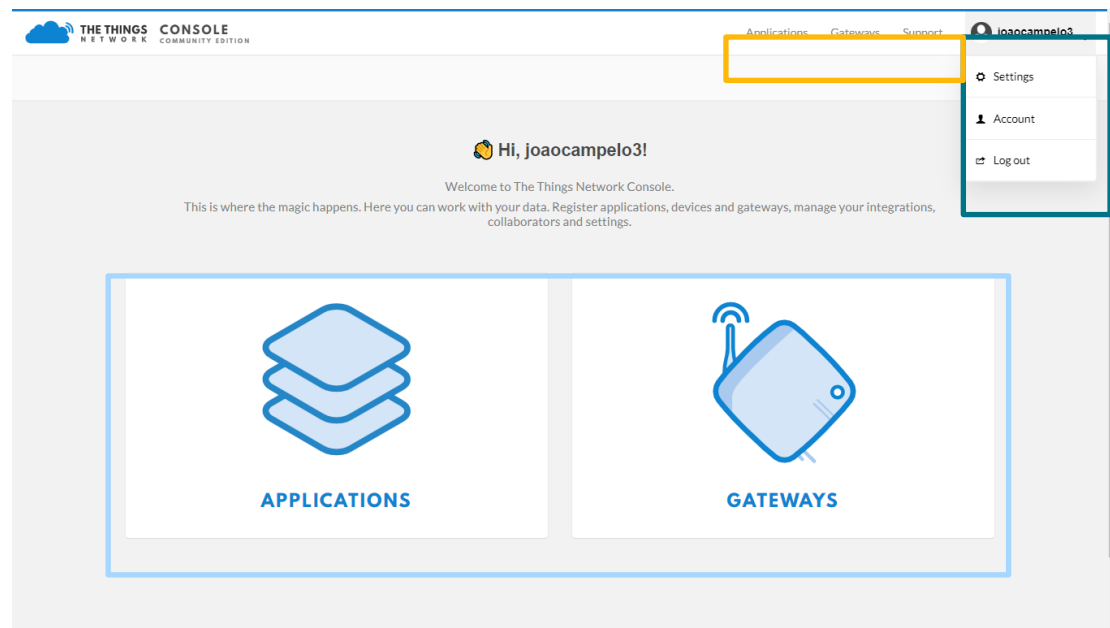 THE THINGS CONSOLE
NETWORK COMMUNITY EDITION
Applications Gateways Support joaocampelo3
Settings
Account
Log out
Hi, joaocampelo3!
Welcome to The Things Network Console.
This is where the magic happens. Here you can work with your data. Register applications, devices and gateways, manage your integrations,
collaborators and settings.
APPLICATIONS GATEWAYS